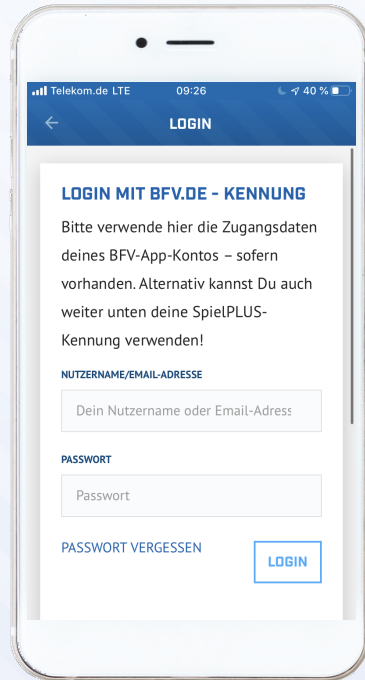 Telekom.de LTE 09:26 40 %
LOGIN
LOGIN MIT BFV.DE - KENNUNG
Bitte verwende hier die Zugangsdaten
deines BFV-App-Kontos – sofern
vorhanden. Alternativ kannst Du auch
weiter unten deine SpielPLUS-
Kennung verwenden!
NUTZERNAME/EMAIL-ADRESSE
Dein Nutzername oder Email-Adress
PASSWORT
Passwort
PASSWORT VERGESSEN
LOGIN